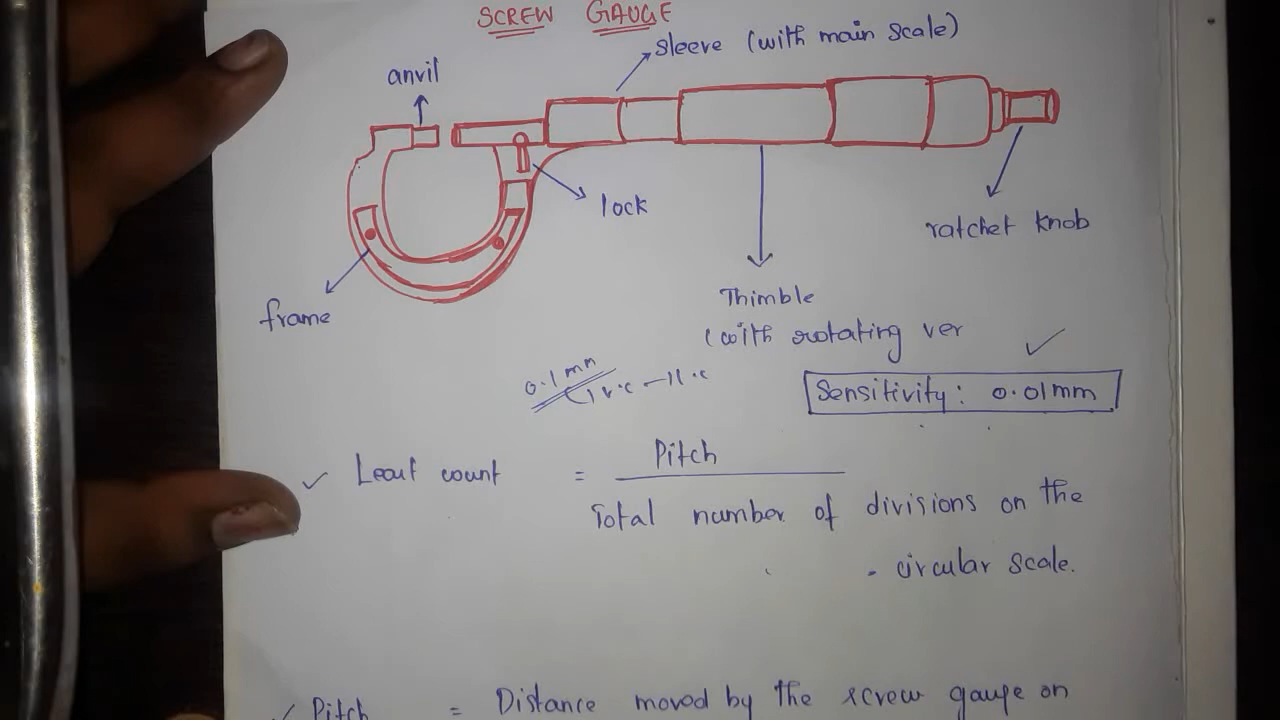 SCREW GAUGE
sleeve (with main scale)
anvil
lock
ratchet knob
frame
Thimble
(with rotating ver
0.1mm
Sensitivity: 0.01mm
Least count = Pitch
Total number of divisions on the
circular scale.
Pitch = Distance moved by the screw gauge on